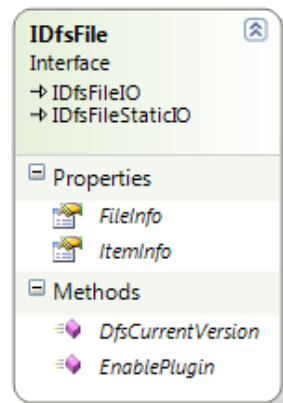 IDfsFile
Interface
IDfsFileIO
IDfsFileStaticIO
Properties
FileInfo
ItemInfo
Methods
DfsCurrentVersion
EnablePlugin